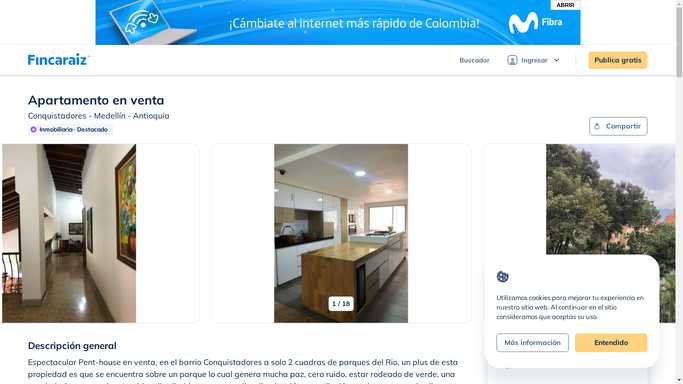 ABRIR
¡Cámbiate al internet más rápido de Colombia!
Fibra
Fincaraiz
Buscador
Ingresar
Publica gratis
Apartamento en venta
Conquistadores - Medellín - Antioquia
Inmobiliaria · Destacado
Compartir
1 / 18
Utilizamos cookies para mejorar tu experiencia en
nuestro sitio web. Al continuar en el sitio
consideramos que aceptas su uso.
Más información
Entendido
Descripción general
Espectacular Pent-house en venta, en el barrio Conquistadores a solo 2 cuadras de parques del Rio, un plus de esta
propiedad es que se encuentra sobre un parque lo cual genera mucha paz, cero ruido, estar rodeado de verde, una